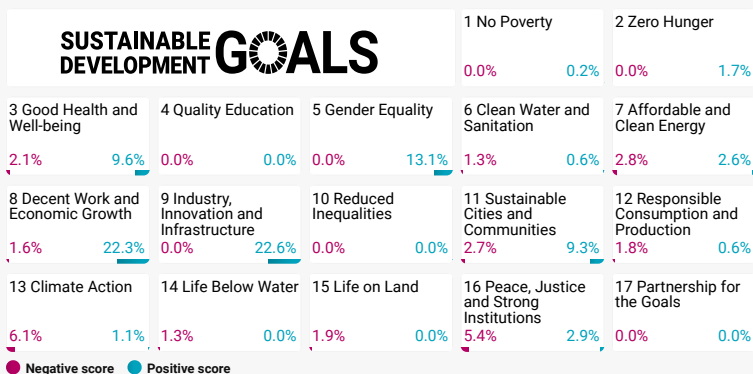 SUSTAINABLE
DEVELOPMENT
GOALS
1 No Poverty
0.0% 0.2%
2 Zero Hunger
0.0% 1.7%
3 Good Health and
Well-being
2.1% 9.6%
4 Quality Education
0.0% 0.0%
5 Gender Equality
0.0% 13.1%
6 Clean Water and
Sanitation
1.3% 0.6%
7 Affordable and
Clean Energy
2.8% 2.6%
8 Decent Work and
Economic Growth
1.6% 22.3%
9 Industry,
Innovation and
Infrastructure
0.0% 22.6%
10 Reduced
Inequalities
0.0% 0.0%
11 Sustainable
Cities and
Communities
2.7% 9.3%
12 Responsible
Consumption and
Production
1.8% 0.6%
13 Climate Action
6.1% 1.1%
14 Life Below Water
1.3% 0.0%
15 Life on Land
1.9% 0.0%
16 Peace, Justice
and Strong
Institutions
5.4% 2.9%
17 Partnership for
the Goals
0.0% 0.0%
Negative score Positive score